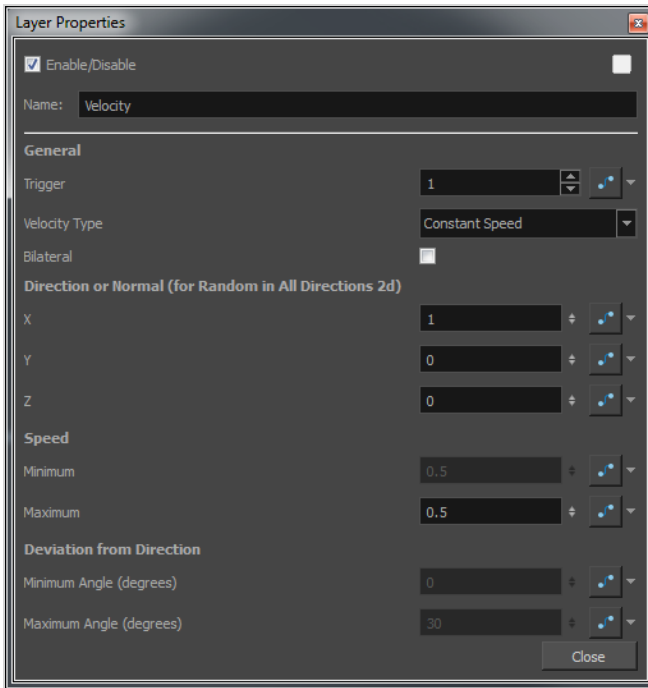 Layer Properties
Enable/Disable
Name: Velocity
General
Trigger 1
Velocity Type Constant Speed
Bilateral
Direction or Normal (for Random in All Directions 2d)
X 1
Y 0
Z 0
Speed
Minimum 0.5
Maximum 0.5
Deviation from Direction
Minimum Angle (degrees) 0
Maximum Angle (degrees) 30
Close